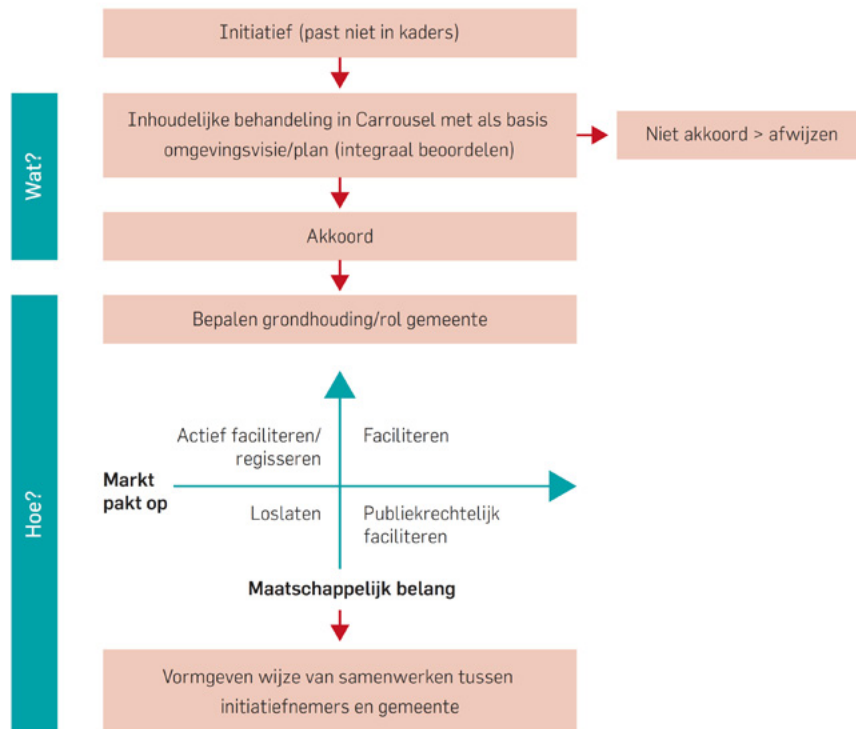 Initiatief (past niet in kaders)
Wat?
Inhoudelijke behandeling in Carrousel met als basis
omgevingsvisie/plan (integraal beoordelen)
Niet akkoord > afwijzen
Akkoord
Hoe?
Bepalen grondhouding/rol gemeente
Actief faciliteren/
regisseren
Faciliteren
Markt
pakt op
Loslaten
Publiekrechtelijk
faciliteren
Maatschappelijk belang
Vormgeven wijze van samenwerken tussen
initiatiefnemers en gemeente